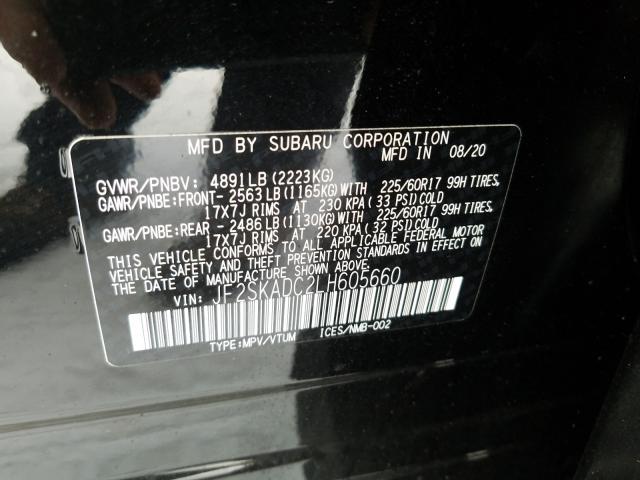 MFD BY SUBARU CORPORATION
MFD IN 08/20
GVWR/PNBV: 4891LB(2223KG)
GAWR/PNBE:FRONT- 2563LB(1165KG)WITH 225/60R17 99H TIRES,
17X7J RIMS AT 230 KPA(33 PSI)COLD
GAWR/PNBE:REAR - 2486LB(1130KG)WITH 225/60R17 99H TIRES,
17X7J RIMS AT 220 KPA(32 PSI)COLD
THIS VEHICLE CONFORMS TO ALL APPLICABLE FEDERAL MOTOR
VEHICLE SAFETY AND THEFT PREVENTION STANDARDS IN EFFECT ON
THE DATE OF MANUFACTURE SHOWN ABOVE.
VIN: JF2SKADC2LH605660
TYPE:MPV/VTUM ICES/NMB-002